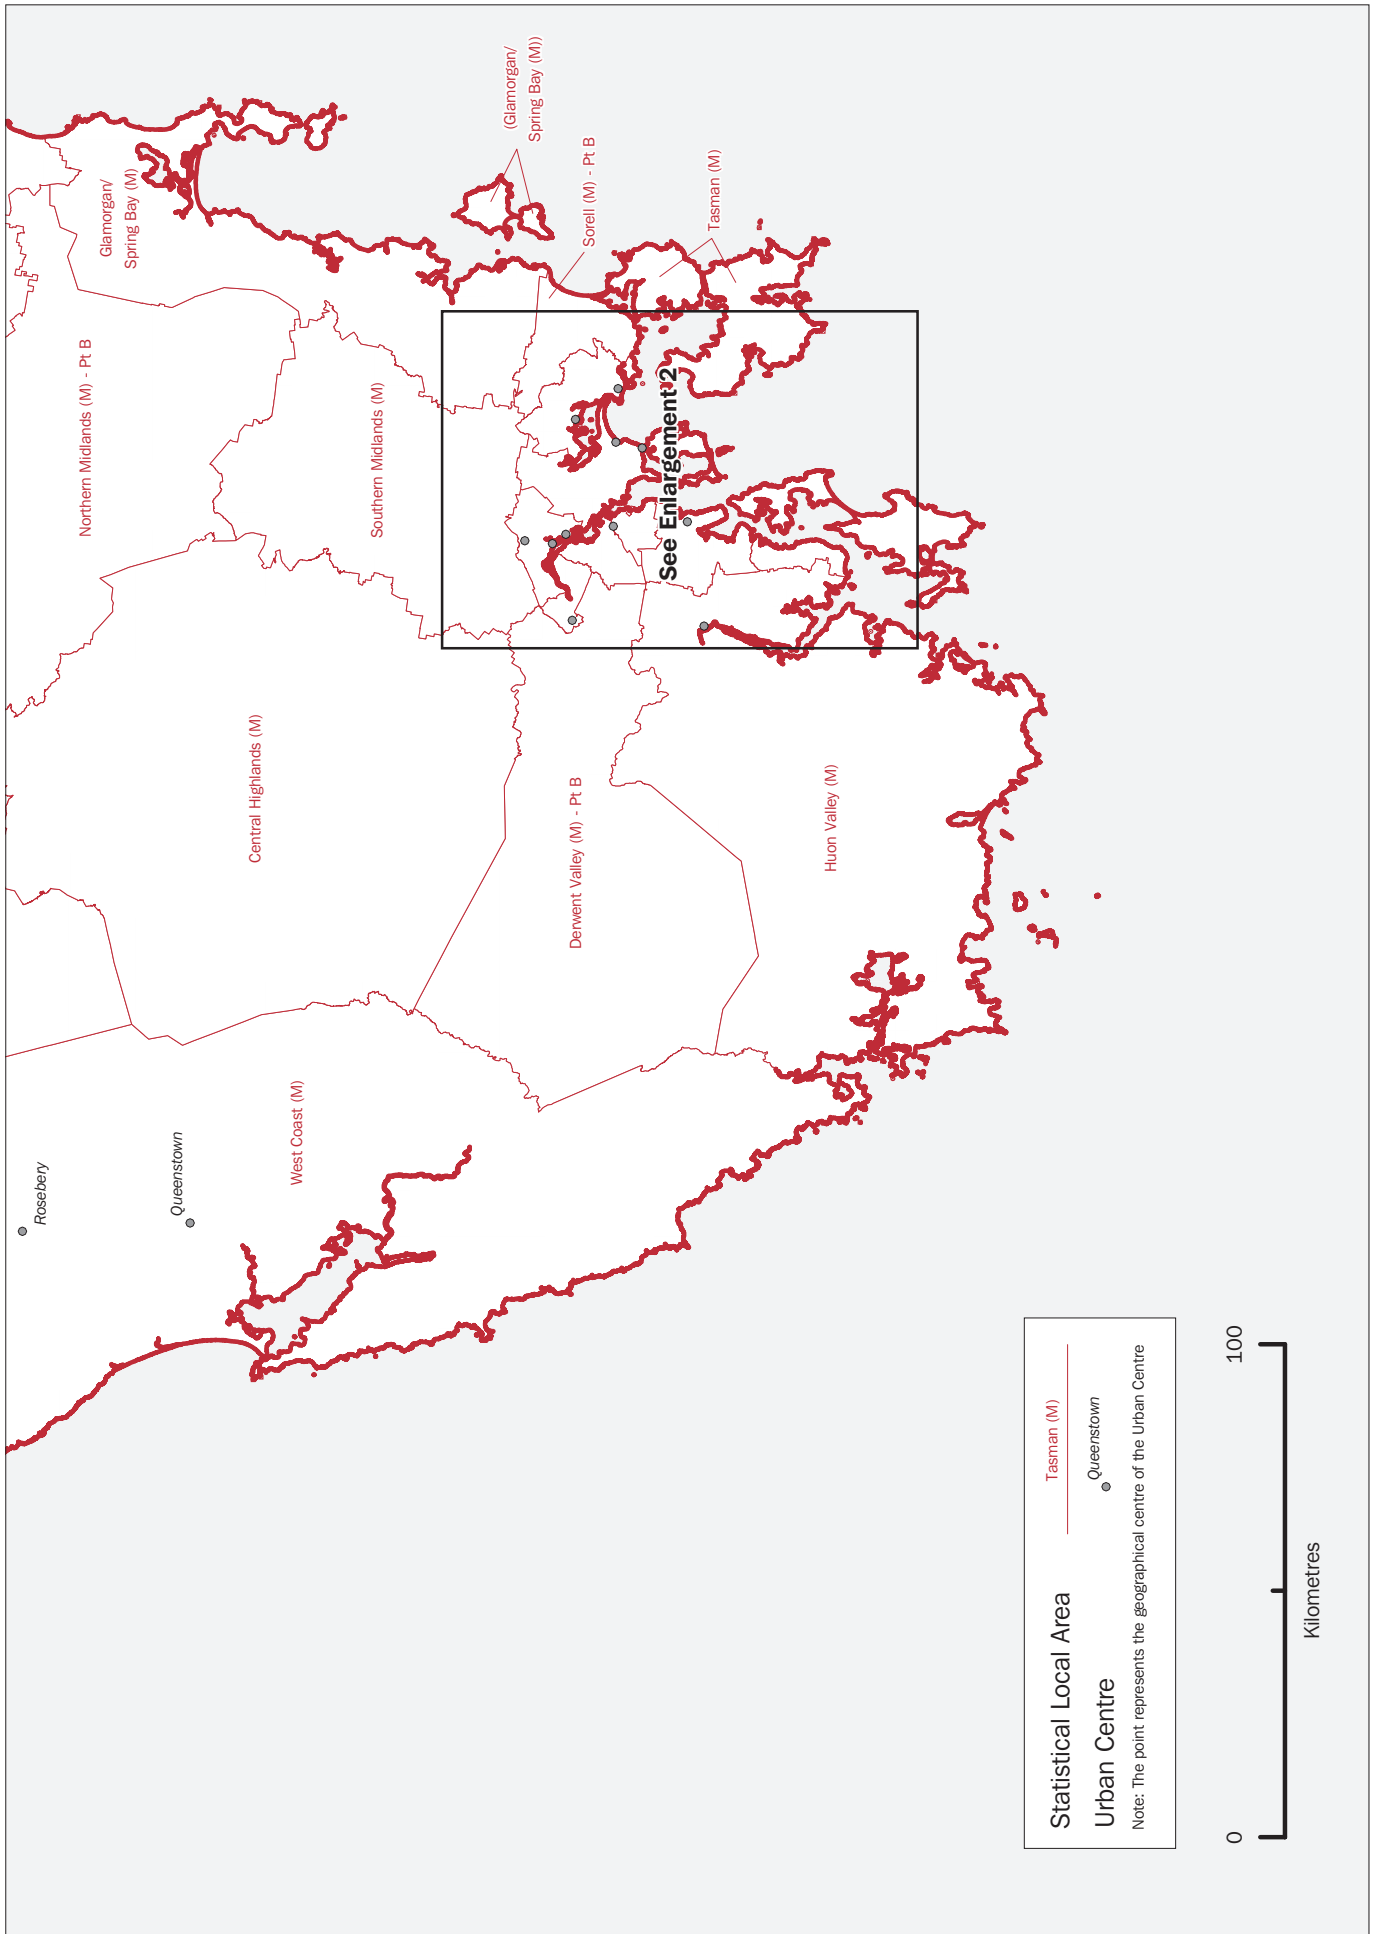 Rosebery
Queenstown
West Coast (M)
Central Highlands (M)
Northern Midlands (M) - Pt B
Glamorgan/
Spring Bay (M)
Southern Midlands (M)
(Glamorgan/
Spring Bay (M))
Sorell (M) - Pt B
Tasman (M)
See Enlargement 2
Derwent Valley (M) - Pt B
Huon Valley (M)
Statistical Local Area
Tasman (M)
Urban Centre
Queenstown
Note: The point represents the geographical centre of the Urban Centre
0
100
Kilometres